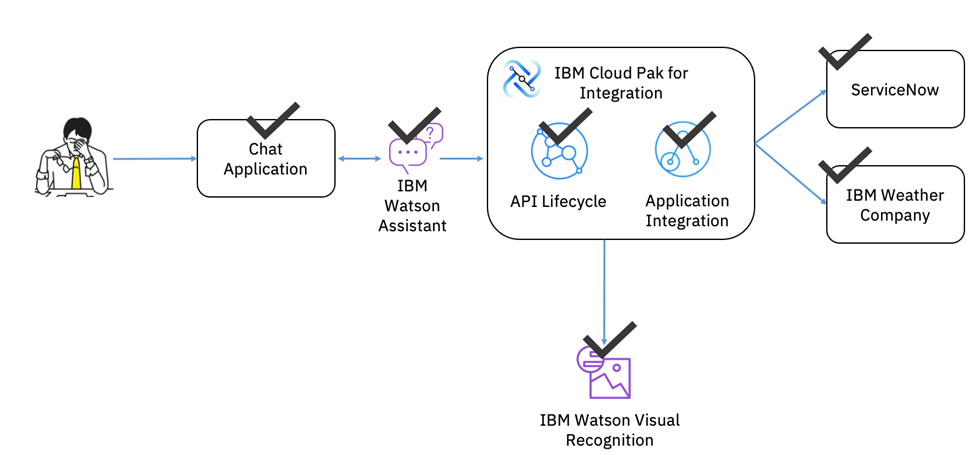 Chat
Application
IBM
Watson
Assistant
?
IBM Cloud Pak for
Integration
API Lifecycle
Application
Integration
ServiceNow
IBM Weather
Company
IBM Watson Visual
Recognition